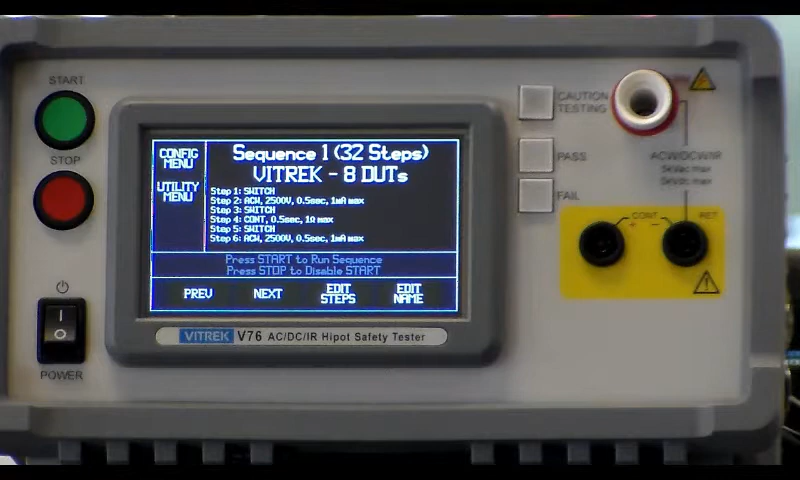 START
STOP
POWER
CONFIG
MENU
UTILITY
MENU
Sequence 1 (32 Steps)
VITREK - 8 DUTs
Step 1: SWITCH
Step 2: ACW, 2500V, 0.5sec, 1mA max
Step 3: SWITCH
Step 4: CONT, 0.5sec, 1Ω max
Step 5: SWITCH
Step 6: ACW, 2500V, 0.5sec, 1mA max
Press START to Run Sequence
Press STOP to Disable START
PREV
NEXT
EDIT
STEPS
EDIT
NAME
VITREK V76 AC/DC/IR Hipot Safety Tester
CAUTION
TESTING
PASS
FAIL
ACW/DCW/IR
5kVac max
5kVdc max
CONT.
+ -
RET